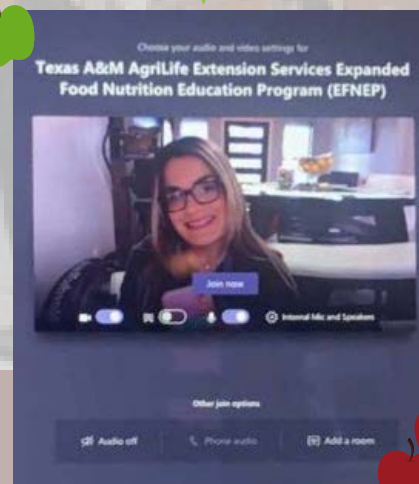 Choose your audio and video settings for
Texas A&M AgriLife Extension Services Expanded
Food Nutrition Education Program (EFNEP)
Join now
Internal Mic and Speakers
Other join options
Audio off
Phone audio
Add a room